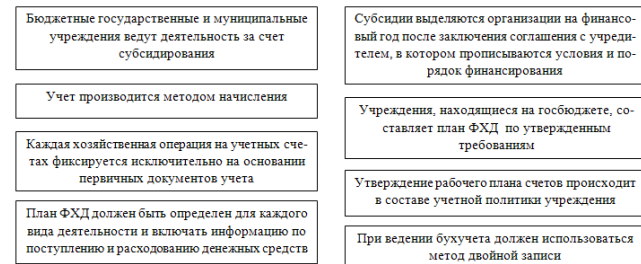 Бюджетные государственные и муниципальные
учреждения ведут деятельность за счет
субсидирования
Учет производится методом начисления
Каждая хозяйственная операция на учетных сче-
тах фиксируется исключительно на основании
первичных документов учета
План ФХД должен быть определен для каждого
вида деятельности и включать информацию по
поступлению и расходованию денежных средств
Субсидии выделяются организации на финансо-
вый год после заключения соглашения с учреди-
телем, в котором прописываются условия и по-
рядок финансирования
Учреждения, находящиеся на госбюджете, со-
ставляет план ФХД по утвержденным
требованиям
Утверждение рабочего плана счетов происходит
в составе учетной политики учреждения
При ведении бухучета должен использоваться
метод двойной записи